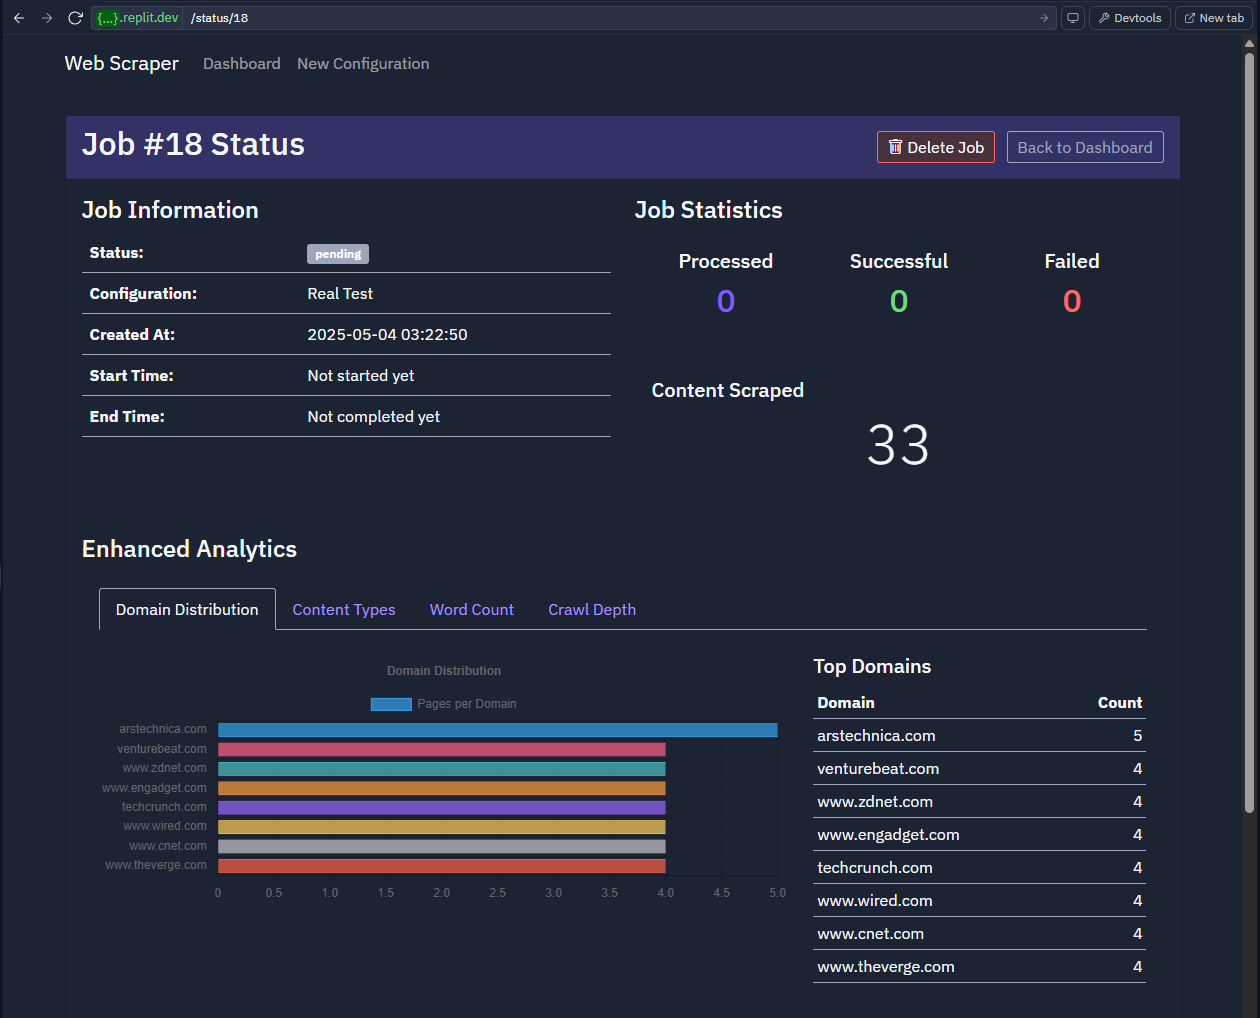 {...}.replit.dev /status/18 Devtools New tab
Web Scraper Dashboard New Configuration
Job #18 Status
Delete Job Back to Dashboard
Job Information
Status: pending
Configuration: Real Test
Created At: 2025-05-04 03:22:50
Start Time: Not started yet
End Time: Not completed yet
Job Statistics
Processed Successful Failed
0 0 0
Content Scraped
33
Enhanced Analytics
Domain Distribution Content Types Word Count Crawl Depth
Domain Distribution
Pages per Domain
arstechnica.com
venturebeat.com
www.zdnet.com
www.engadget.com
techcrunch.com
www.wired.com
www.cnet.com
www.theverge.com
0 0.5 1.0 1.5 2.0 2.5 3.0 3.5 4.0 4.5 5.0
Top Domains
Domain Count
arstechnica.com 5
venturebeat.com 4
www.zdnet.com 4
www.engadget.com 4
techcrunch.com 4
www.wired.com 4
www.cnet.com 4
www.theverge.com 4